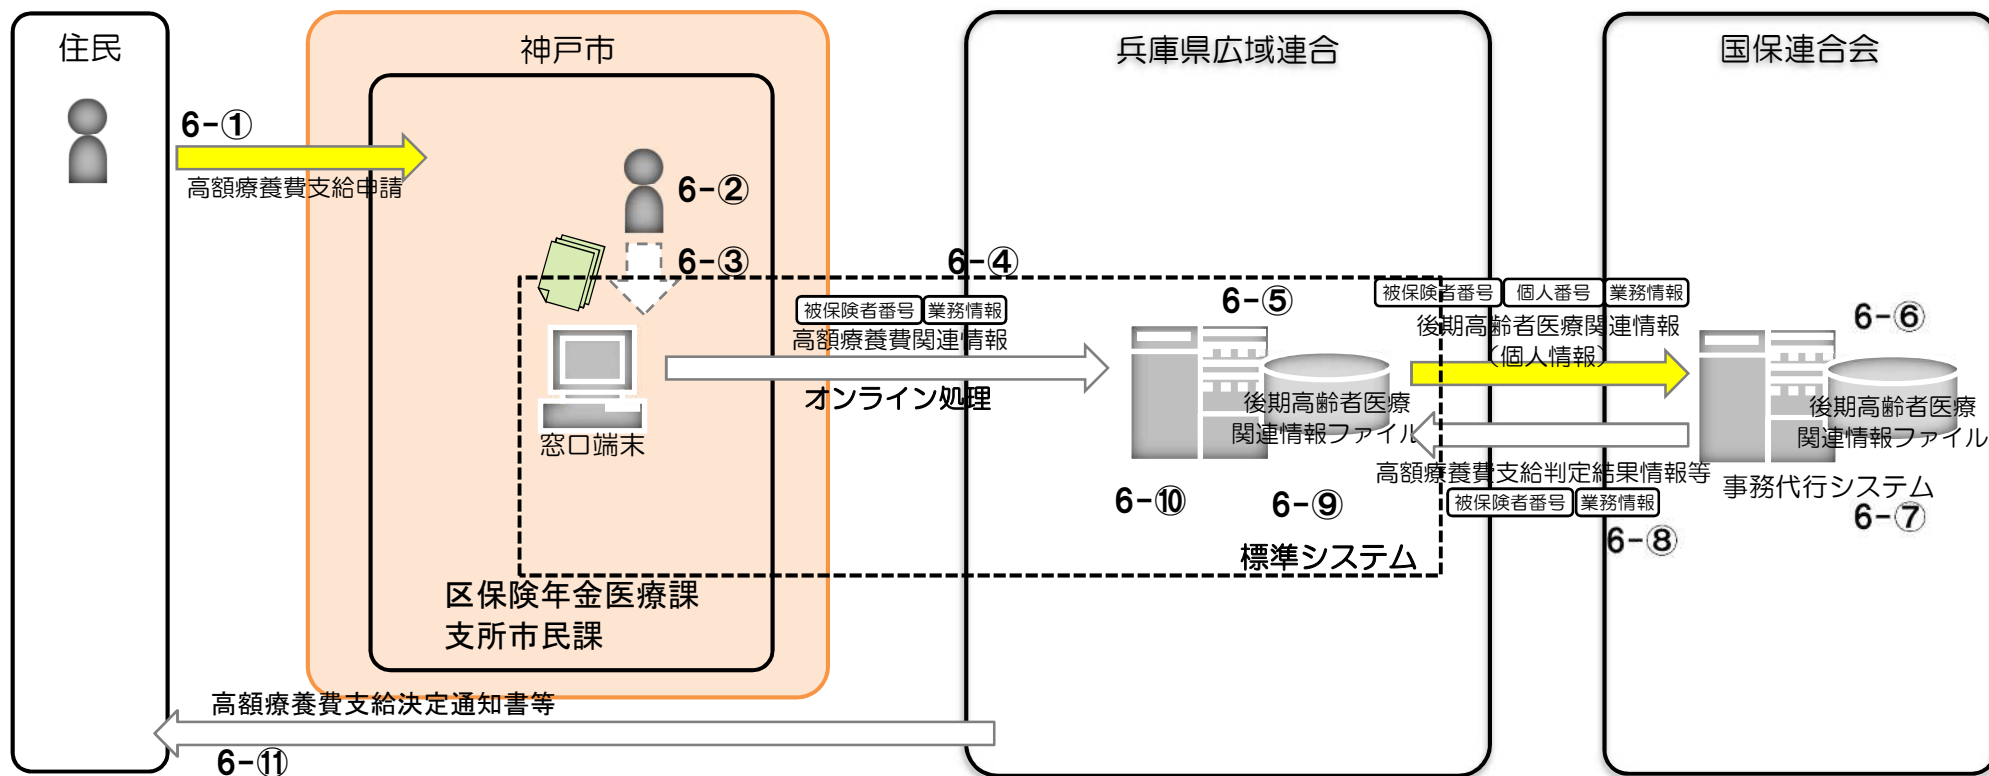 住民
神戸市
兵庫県広域連合
国保連合会
6-①
高額療養費支給申請
6-②
6-③
6-④
被保険者番号 業務情報
高額療養費関連情報
オンライン処理
窓口端末
6-⑤
後期高齢者医療
関連情報ファイル
6-⑩
6-⑨
標準システム
被保険者番号 個人番号 業務情報
後期高齢者医療関連情報
（個人情報）
高額療養費支給判定結果情報等
被保険者番号 業務情報
6-⑧
6-⑥
後期高齢者医療
関連情報ファイル
事務代行システム
6-⑦
区保険年金医療課
支所市民課
高額療養費支給決定通知書等
6-⑪